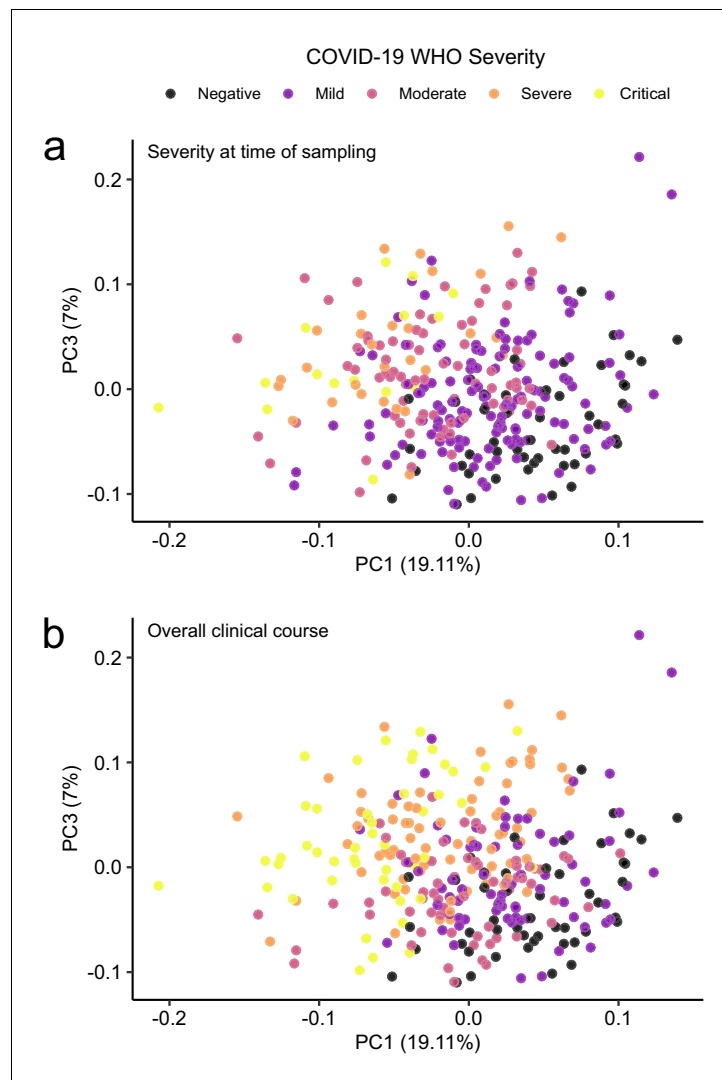 COVID-19 WHO Severity
Negative Mild Moderate Severe Critical
a
Severity at time of sampling
0.2
0.1
0.0
-0.1
PC3 (7%)
-0.2 -0.1 0.0 0.1
PC1 (19.11%)
b
Overall clinical course
0.2
0.1
0.0
-0.1
PC3 (7%)
-0.2 -0.1 0.0 0.1
PC1 (19.11%)